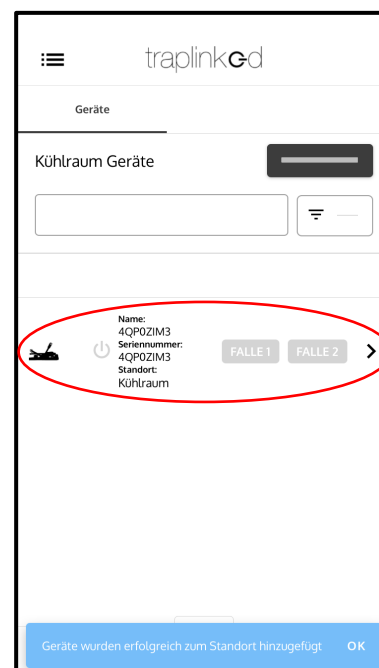 traplinked
Geräte
Kühlraum Geräte
Name:
4QP0ZIM3
Seriennummer:
4QP0ZIM3
Standort:
Kühlraum
FALLE 1
FALLE 2
Geräte wurden erfolgreich zum Standort hinzugefügt
OK